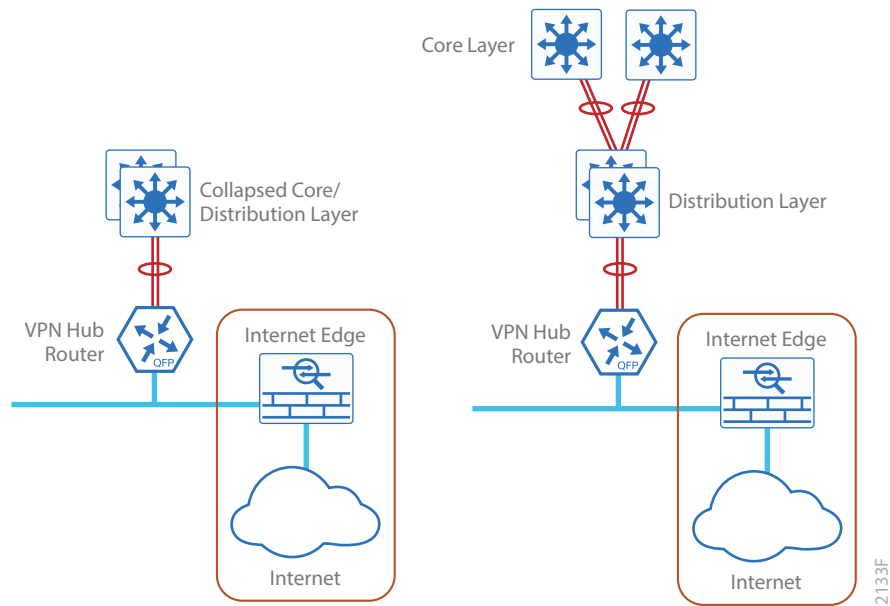 Core Layer
Collapsed Core/
Distribution Layer
Distribution Layer
VPN Hub
Router
QFP
Internet Edge
VPN Hub
Router
QFP
Internet Edge
Internet
Internet
2133F